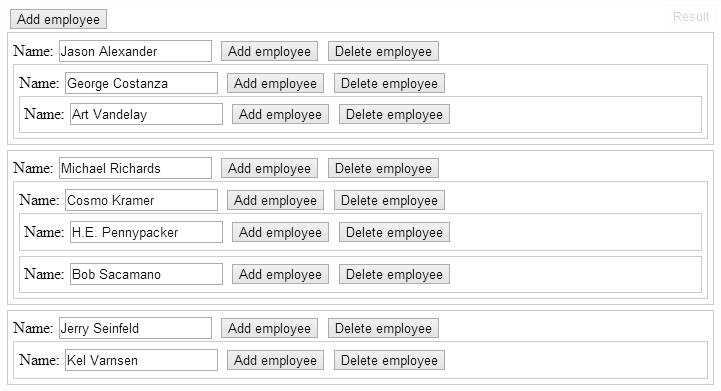 Add employee Result
Name: Jason Alexander Add employee Delete employee
Name: George Costanza Add employee Delete employee
Name: Art Vandelay Add employee Delete employee
Name: Michael Richards Add employee Delete employee
Name: Cosmo Kramer Add employee Delete employee
Name: H.E. Pennypacker Add employee Delete employee
Name: Bob Sacamano Add employee Delete employee
Name: Jerry Seinfeld Add employee Delete employee
Name: Kel Varnsen Add employee Delete employee